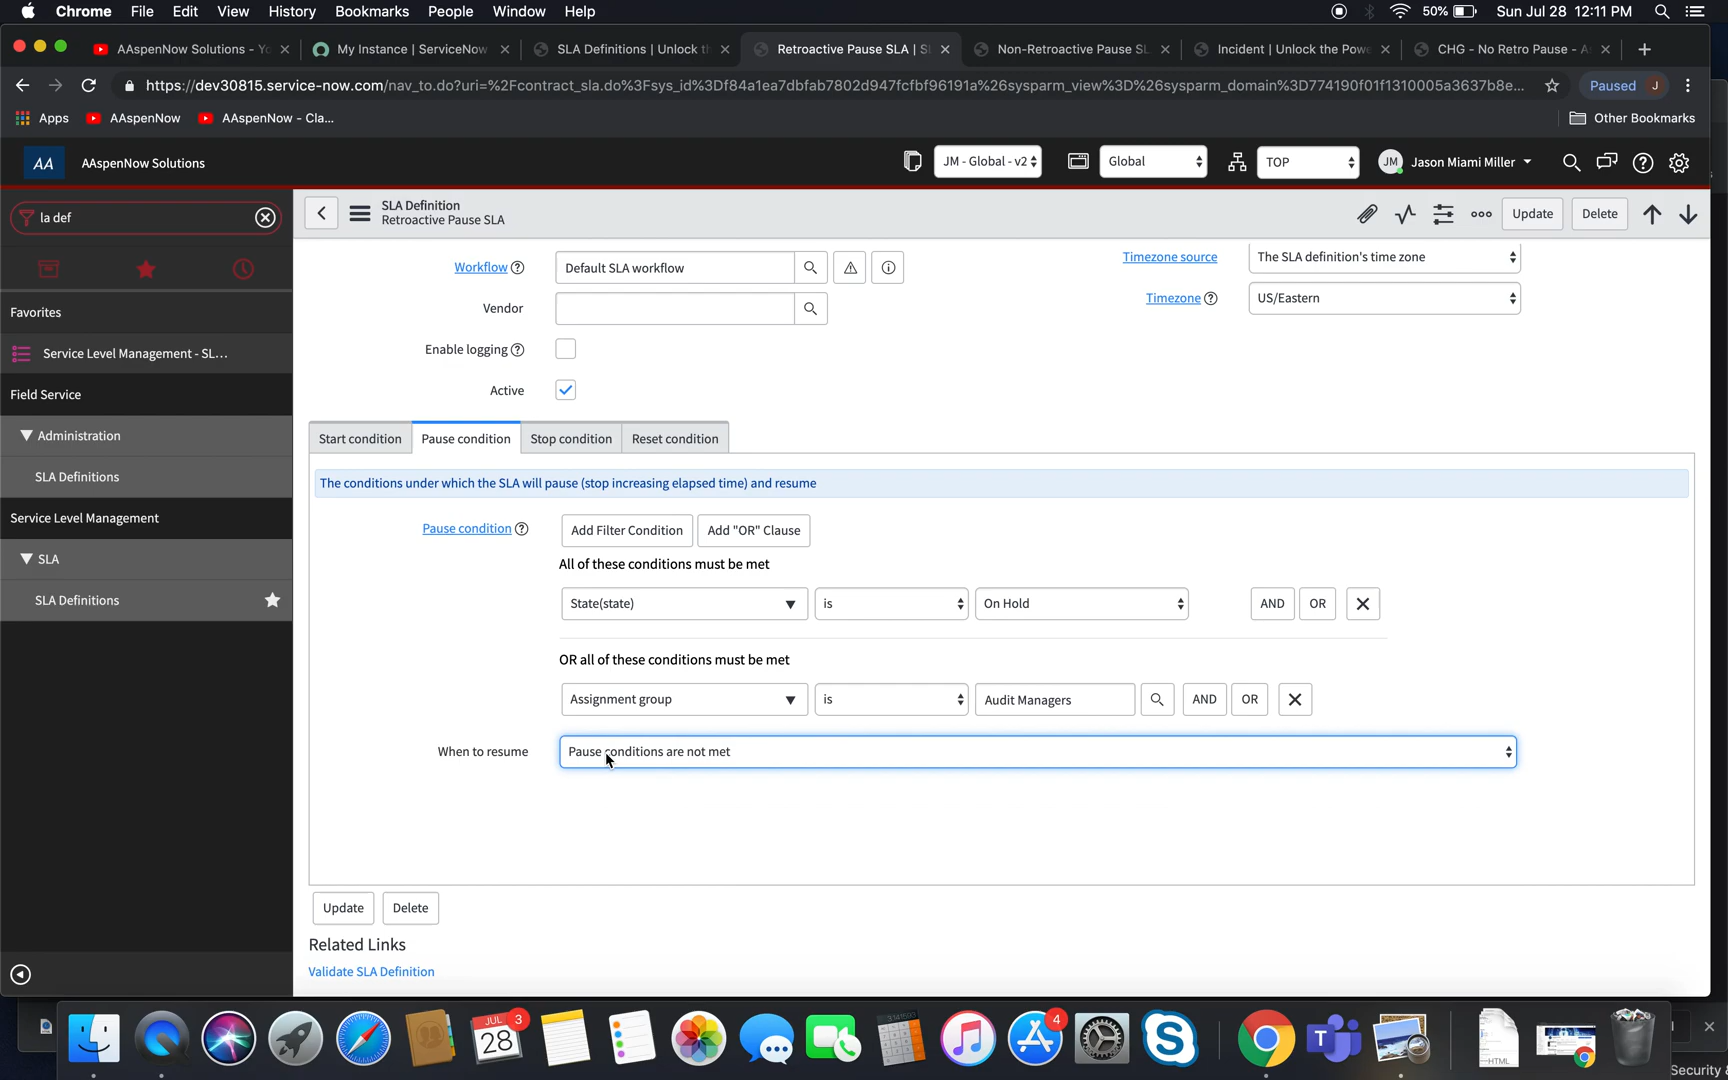 Chrome File Edit View History Bookmarks People Window Help 50% Sun Jul 28 12:11 PM
AAspenNow Solutions - Yo My Instance | ServiceNow SLA Definitions | Unlock th Retroactive Pause SLA | SL Non-Retroactive Pause SL Incident | Unlock the Powe CHG - No Retro Pause - A
https://dev30815.service-now.com/nav_to.do?uri=%2Fcontract_sla.do%3Fsys_id%3Df84a1ea7dbfab7802d947fcfbf96191a%26sysparm_view%3D%26sysparm_domain%3D774190f01f1310005a3637b8e... Paused J
Apps AAspenNow AAspenNow - Cla... Other Bookmarks
AA AAspenNow Solutions JM - Global - v2 Global TOP JM Jason Miami Miller
la def
SLA Definition
Retroactive Pause SLA
Update Delete
Favorites
Service Level Management - SL...
Field Service
Administration
SLA Definitions
Service Level Management
SLA
SLA Definitions
Workflow Default SLA workflow
Timezone source The SLA definition's time zone
Vendor
Timezone US/Eastern
Enable logging
Active
Start condition Pause condition Stop condition Reset condition
The conditions under which the SLA will pause (stop increasing elapsed time) and resume
Pause condition Add Filter Condition Add "OR" Clause
All of these conditions must be met
State(state) is On Hold AND OR
OR all of these conditions must be met
Assignment group is Audit Managers AND OR
When to resume Pause conditions are not met
Update Delete
Related Links
Validate SLA Definition
3
JUL
28
4
HTML
Security